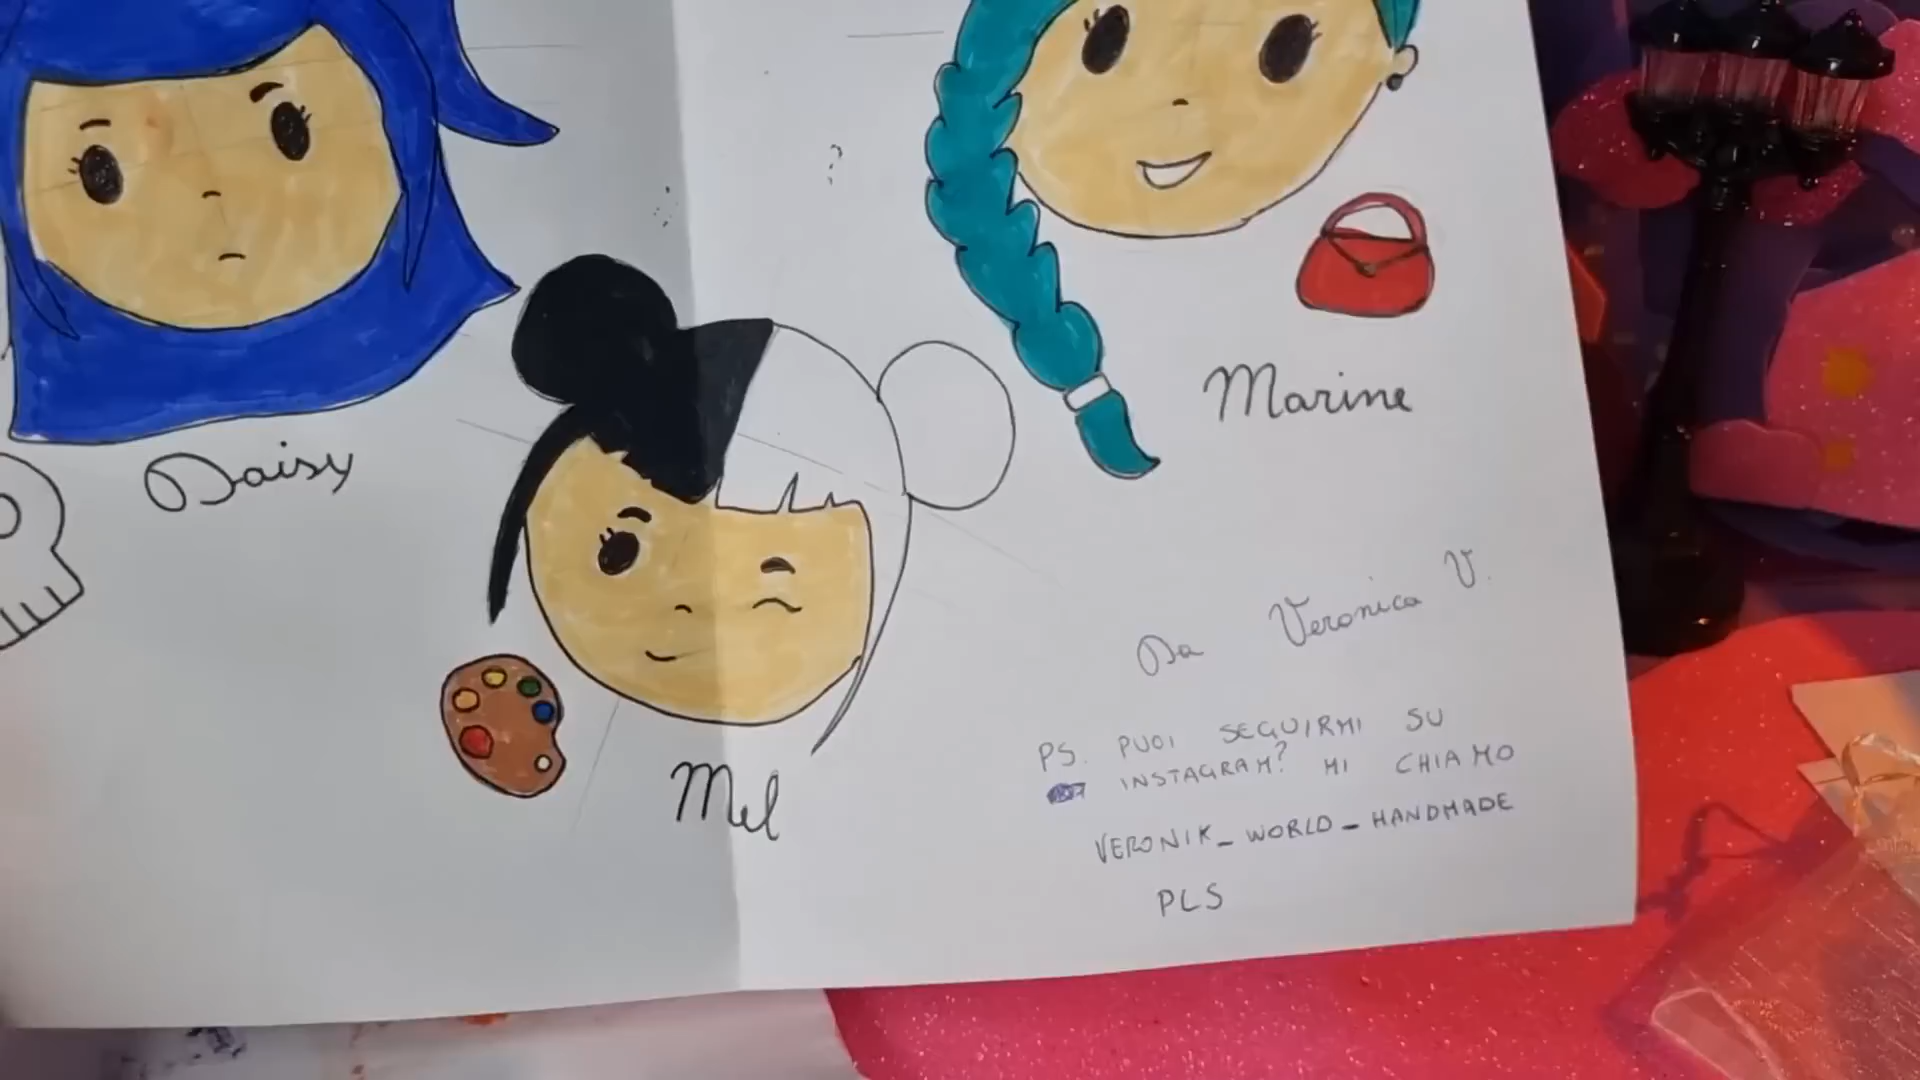 Marine
Daisy
Da Veronica V.
PS. PUOI SEGUIRMI SU
INSTAGRAM? MI CHIAMO
VERONIK_WORLD_HANDMADE
PLS
Mel